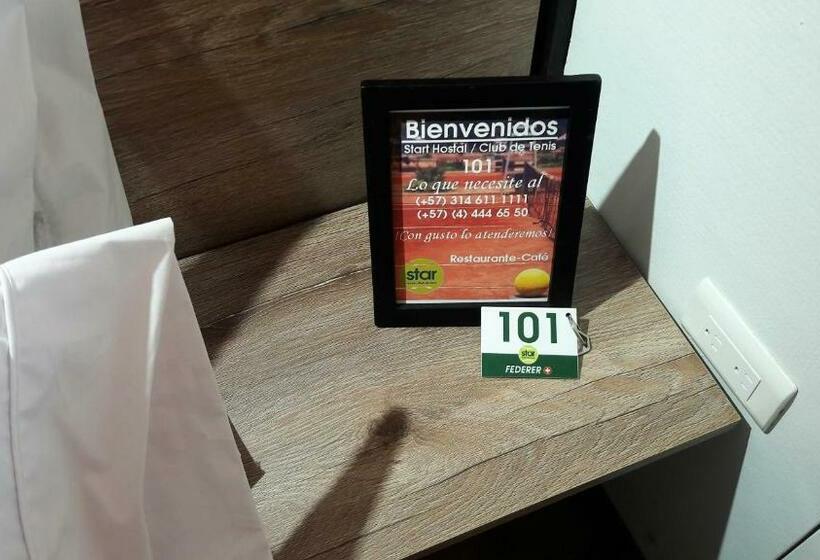 Bienvenidos
Start Hostal / Club de Tenis
101
Lo que necesite al
(+57) 314 611 1111
(+57) (4) 444 65 50
¡Con gusto lo atenderemos!
Restaurante-Café
star
101
star
FEDERER